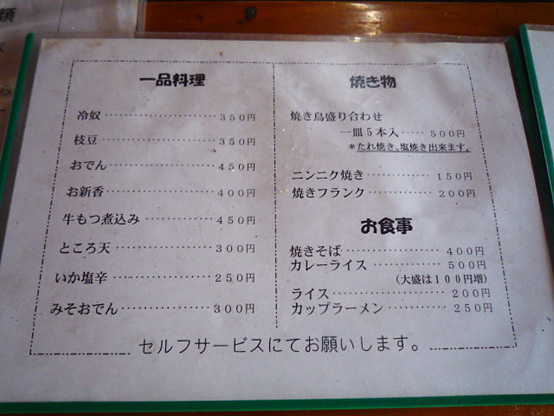 類
一品料理
冷奴 350円
枝豆 350円
おでん 450円
お新香 400円
牛もつ煮込み 450円
ところ天 300円
いか塩辛 250円
みそおでん 300円
焼き物
焼き鳥盛り合わせ
一皿5本入 500円
*たれ焼き、塩焼き出来ます。
ニンニク焼き 150円
焼きフランク 200円
お食事
焼きそば 400円
カレーライス 500円
(大盛は100円増)
ライス 200円
カップラーメン 250円
セルフサービスにてお願いします。